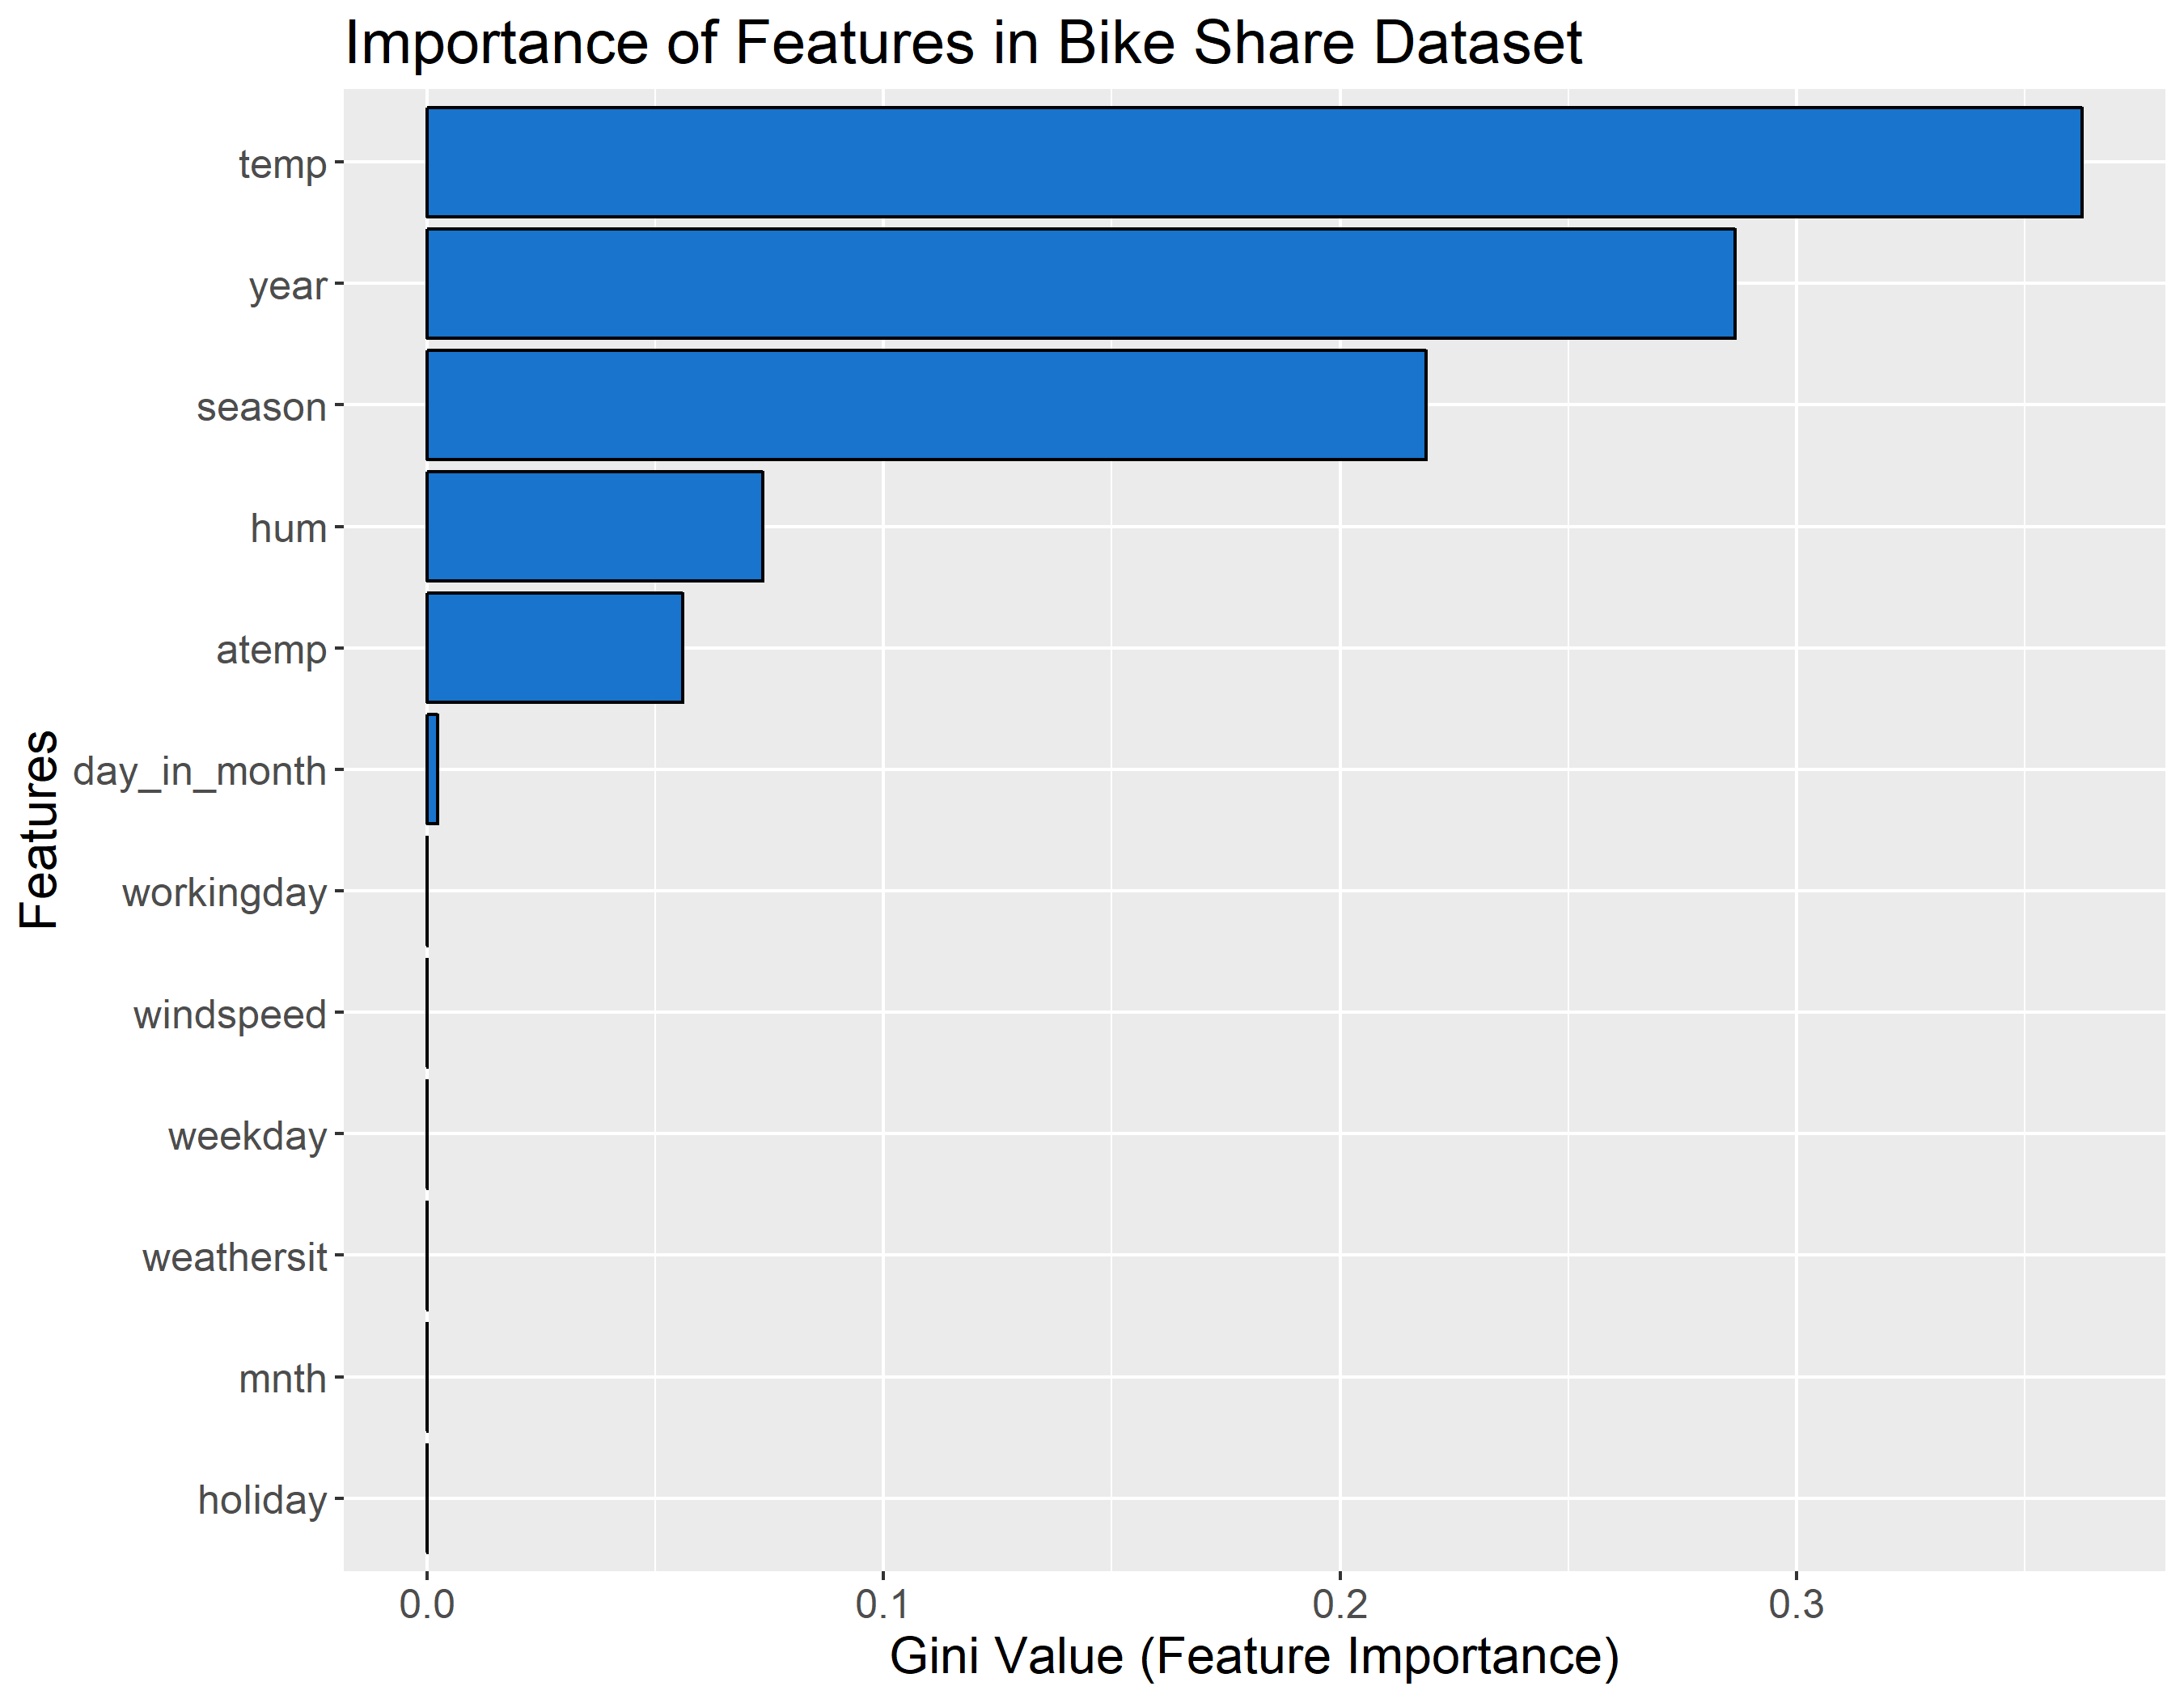 Importance of Features in Bike Share Dataset
Features
temp
year
season
hum
atemp
day_in_month
workingday
windspeed
weekday
weathersit
mnth
holiday
0.0 0.1 0.2 0.3
Gini Value (Feature Importance)